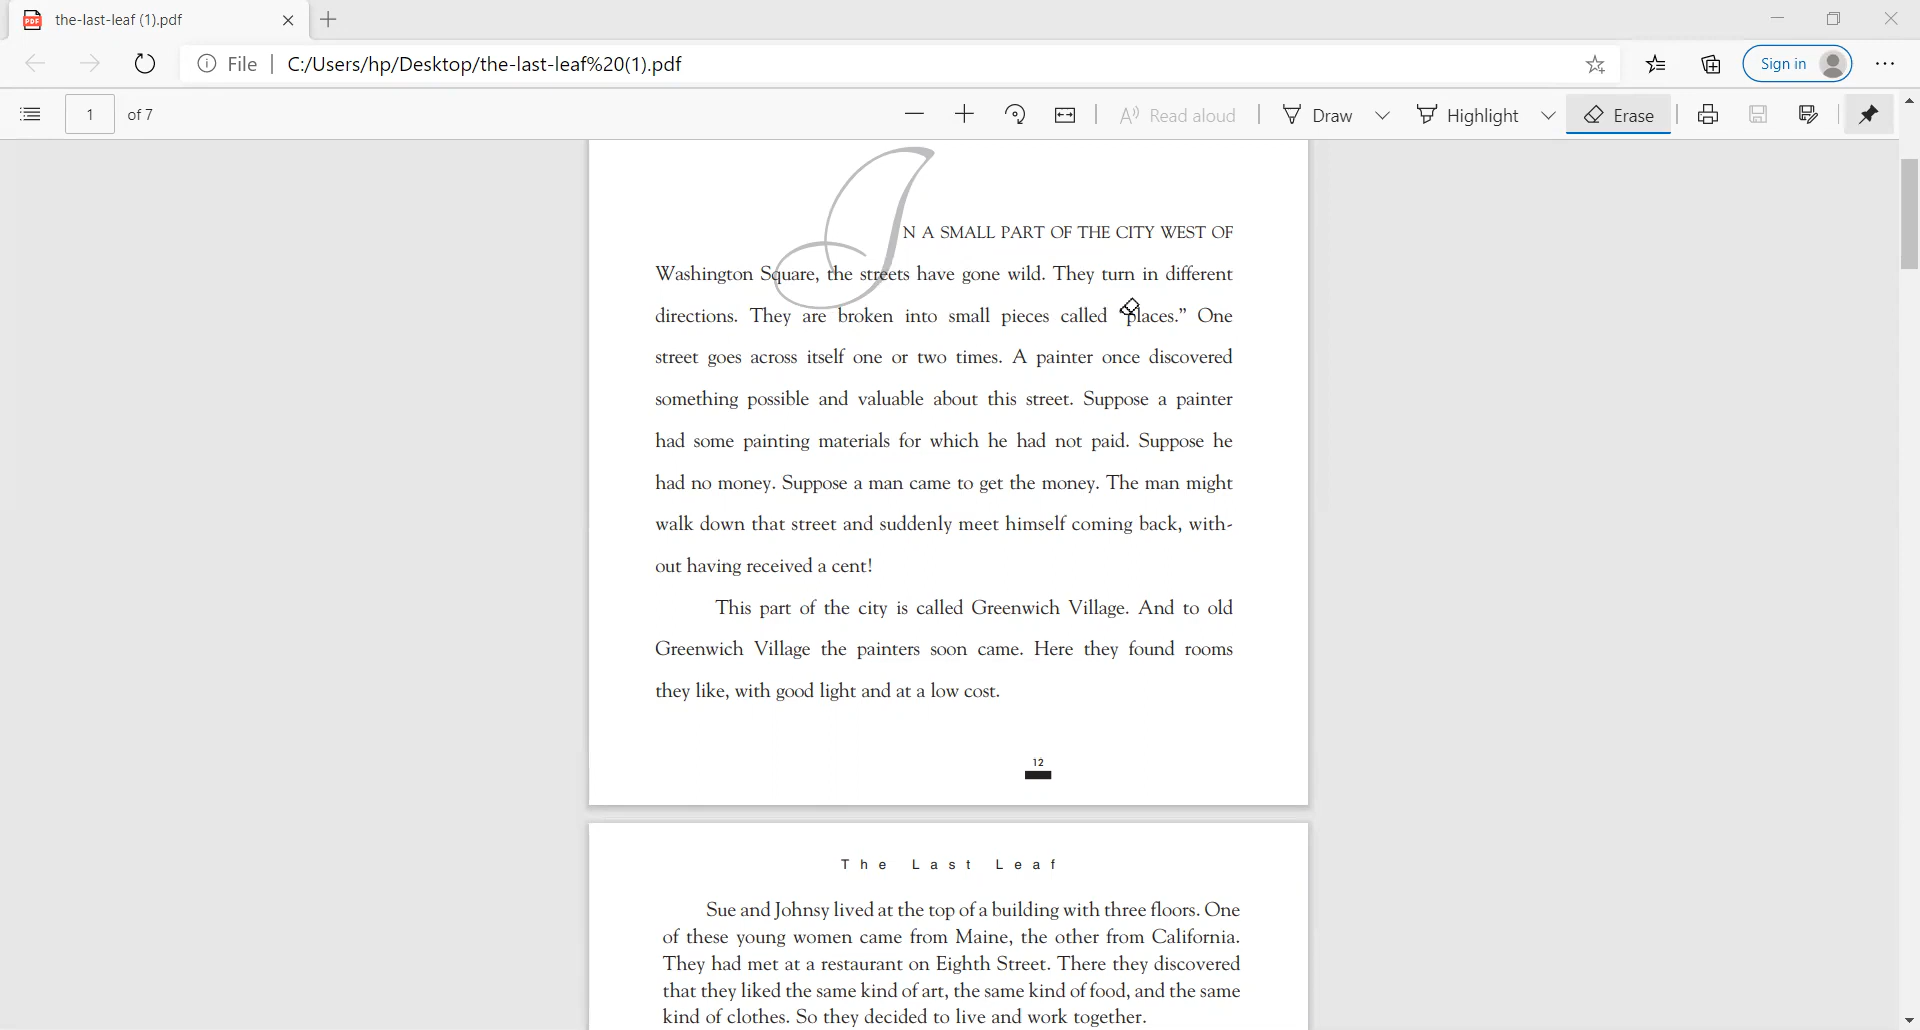 the-last-leaf (1).pdf
File C:/Users/hp/Desktop/the-last-leaf%20(1).pdf Sign in
1 of 7 Read aloud Draw Highlight Erase
IN A SMALL PART OF THE CITY WEST OF
Washington Square, the streets have gone wild. They turn in different
directions. They are broken into small pieces called “places.” One
street goes across itself one or two times. A painter once discovered
something possible and valuable about this street. Suppose a painter
had some painting materials for which he had not paid. Suppose he
had no money. Suppose a man came to get the money. The man might
walk down that street and suddenly meet himself coming back, with-
out having received a cent!
This part of the city is called Greenwich Village. And to old
Greenwich Village the painters soon came. Here they found rooms
they like, with good light and at a low cost.
12
The Last Leaf
Sue and Johnsy lived at the top of a building with three floors. One
of these young women came from Maine, the other from California.
They had met at a restaurant on Eighth Street. There they discovered
that they liked the same kind of art, the same kind of food, and the same
kind of clothes. So they decided to live and work together.